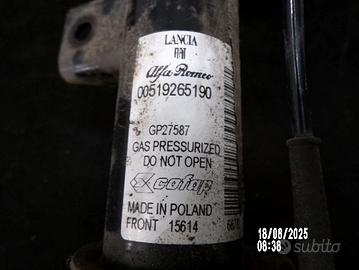 LANCIA
FIAT
Alfa Romeo
00519265190
GP27587
GAS PRESSURIZED
DO NOT OPEN
cofap
MADE IN POLAND
FRONT 15614
18/08/2025
08:38
subito